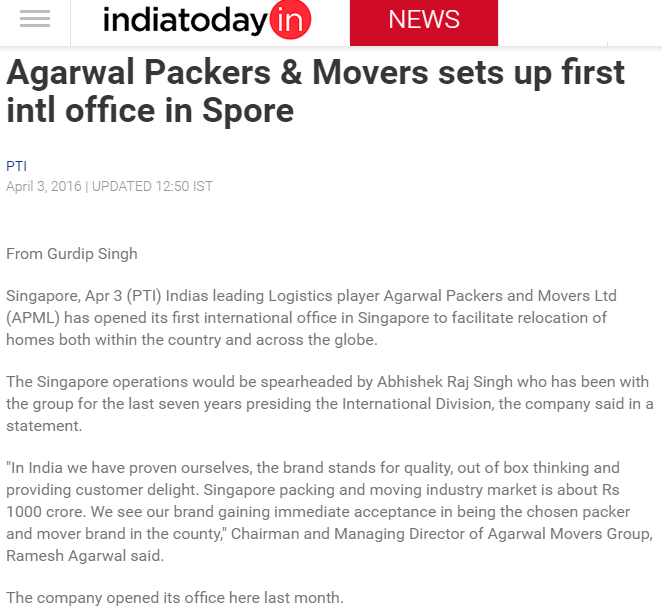 indiatoday in
NEWS
Agarwal Packers & Movers sets up first
intl office in Spore
PTI
April 3, 2016 | UPDATED 12:50 IST
From Gurdip Singh
Singapore, Apr 3 (PTI) Indias leading Logistics player Agarwal Packers and Movers Ltd
(APML) has opened its first international office in Singapore to facilitate relocation of
homes both within the country and across the globe.
The Singapore operations would be spearheaded by Abhishek Raj Singh who has been with
the group for the last seven years presiding the International Division, the company said in a
statement.
"In India we have proven ourselves, the brand stands for quality, out of box thinking and
providing customer delight. Singapore packing and moving industry market is about Rs
1000 crore. We see our brand gaining immediate acceptance in being the chosen packer
and mover brand in the county," Chairman and Managing Director of Agarwal Movers Group,
Ramesh Agarwal said.
The company opened its office here last month.